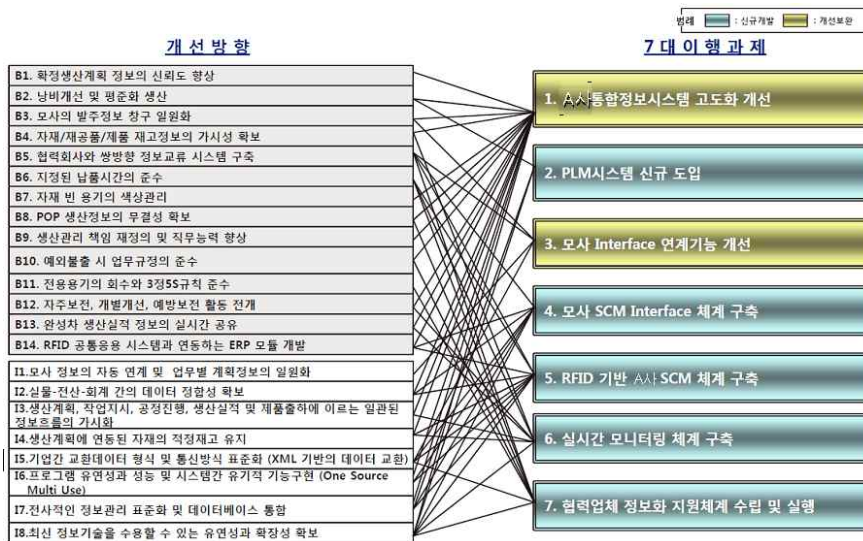 범례 : 신규개발 : 개선보완
개 선 방 향
7 대 이 행 과 제
B1. 확정생산계획 정보의 신뢰도 향상
B2. 낭비개선 및 평준화 생산
B3. 모사의 발주정보 창구 일원화
B4. 자재/재공품/제품 재고정보의 가시성 확보
B5. 협력회사와 쌍방향 정보교류 시스템 구축
B6. 지정된 납품시간의 준수
B7. 자재 빈 용기의 색상관리
B8. POP 생산정보의 무결성 확보
B9. 생산관리 책임 재정의 및 직무능력 향상
B10. 예외불출 시 업무규정의 준수
B11. 전용용기의 회수와 3정5S규칙 준수
B12. 자주보전, 개별개선, 예방보전 활동 전개
B13. 완성차 생산실적 정보의 실시간 공유
B14. RFID 공통응용 시스템과 연동하는 ERP 모듈 개발
I1.모사 정보의 자동 연계 및 업무별 계획정보의 일원화
I2.실물-전산-회계 간의 데이터 정합성 확보
I3.생산계획, 작업지시, 공정진행, 생산실적 및 제품출하에 이르는 일관된
정보흐름의 가시화
I4.생산계획에 연동된 자재의 적정재고 유지
I5.기업간 교환데이터 형식 및 통신방식 표준화 (XML 기반의 데이터 교환)
I6.프로그램 유연성과 성능 및 시스템간 유기적 기능구현 (One Source
Multi Use)
I7.전사적인 정보관리 표준화 및 데이터베이스 통합
I8.최신 정보기술을 수용할 수 있는 유연성과 확장성 확보
1. A사통합정보시스템 고도화 개선
2. PLM시스템 신규 도입
3. 모사 Interface 연계기능 개선
4. 모사 SCM Interface 체계 구축
5. RFID 기반 A사 SCM 체계 구축
6. 실시간 모니터링 체계 구축
7. 협력업체 정보화 지원체계 수립 및 실행